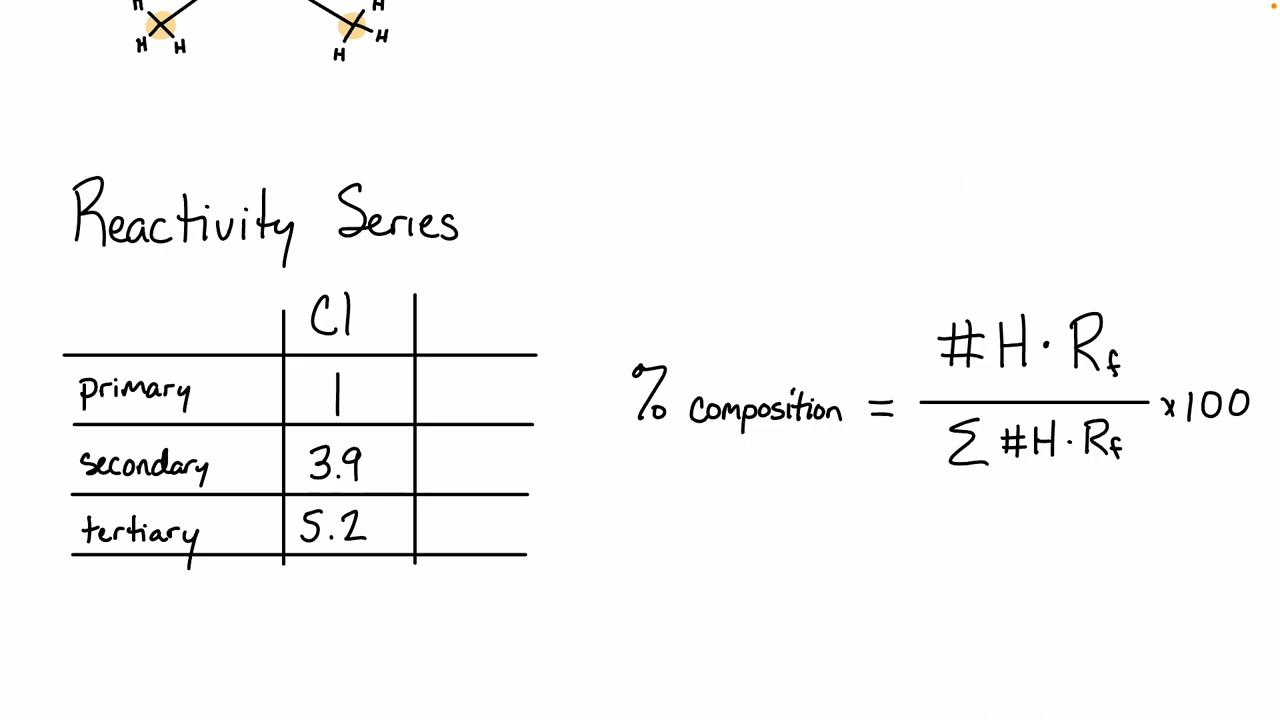 H H
H H H
H
Reactivity Series
Cl
primary 1
secondary 3.9
tertiary 5.2
% composition = #H · Rf / Σ #H · Rf x100